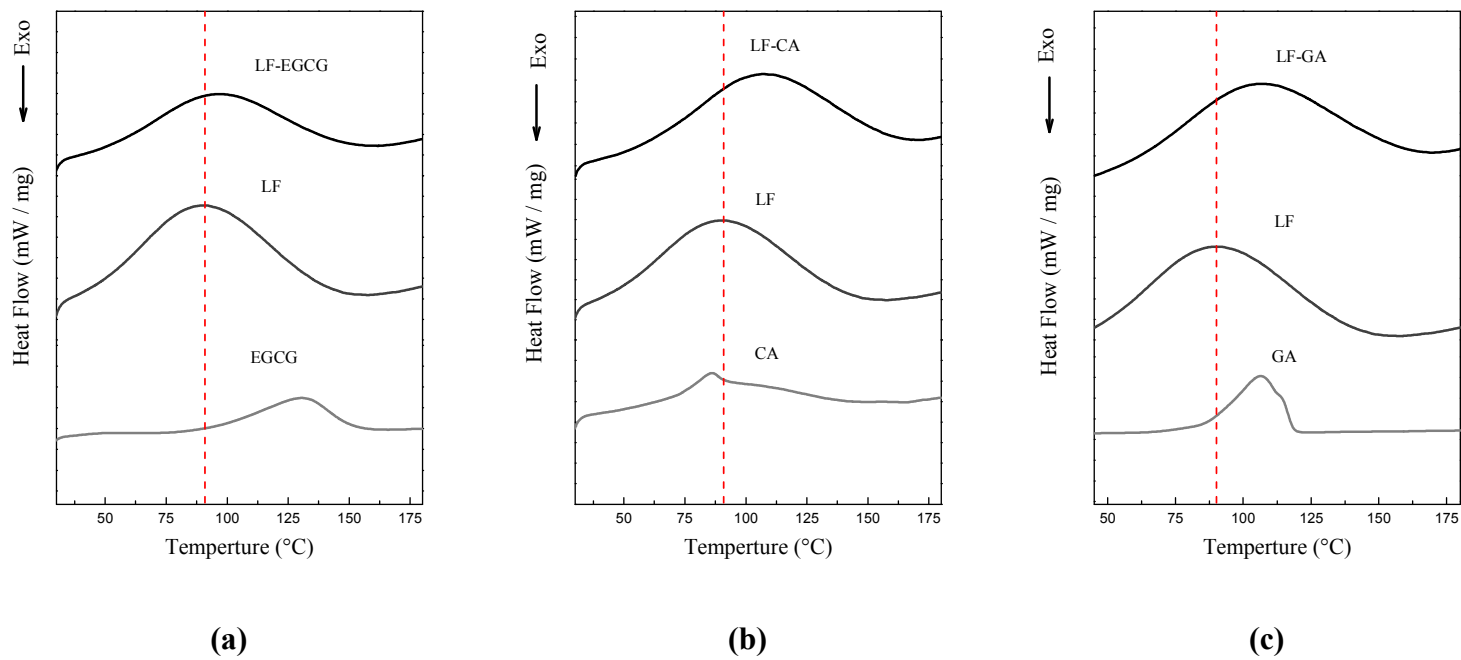 Heat Flow (mW / mg) Exo
LF-EGCG
LF
EGCG
50 75 100 125 150 175
Temperture (°C)
(a)
Heat Flow (mW / mg) Exo
LF-CA
LF
CA
50 75 100 125 150 175
Temperture (°C)
(b)
Heat Flow (mW / mg) Exo
LF-GA
LF
GA
50 75 100 125 150 175
Temperture (°C)
(c)